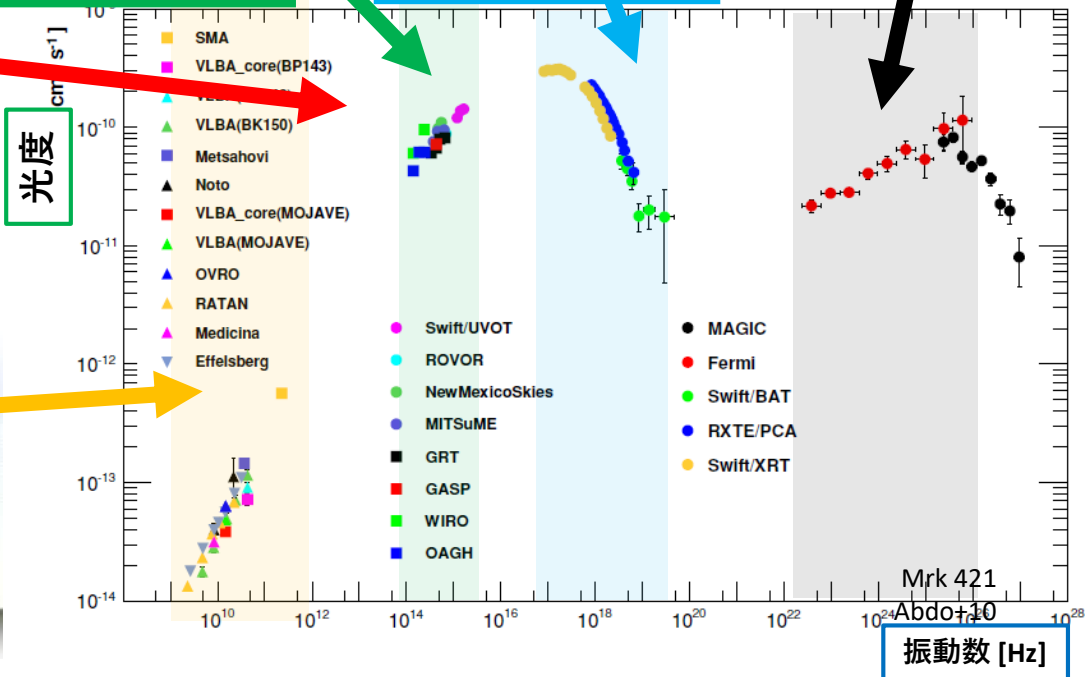 cm
s-1]
光度
10-10
10-11
10-12
10-13
10-14
SMA
VLBA_core(BP143)
VLBA(BK150)
Metsahovi
Noto
VLBA_core(MOJAVE)
VLBA(MOJAVE)
OVRO
RATAN
Medicina
Effelsberg
Swift/UVOT
ROVOR
NewMexicoSkies
MITSuME
GRT
GASP
WIRO
OAGH
MAGIC
Fermi
Swift/BAT
RXTE/PCA
Swift/XRT
Mrk 421
Abdo+10
1010 1012 1014 1016 1018 1020 1022 1024 1026 1028
振動数 [Hz]